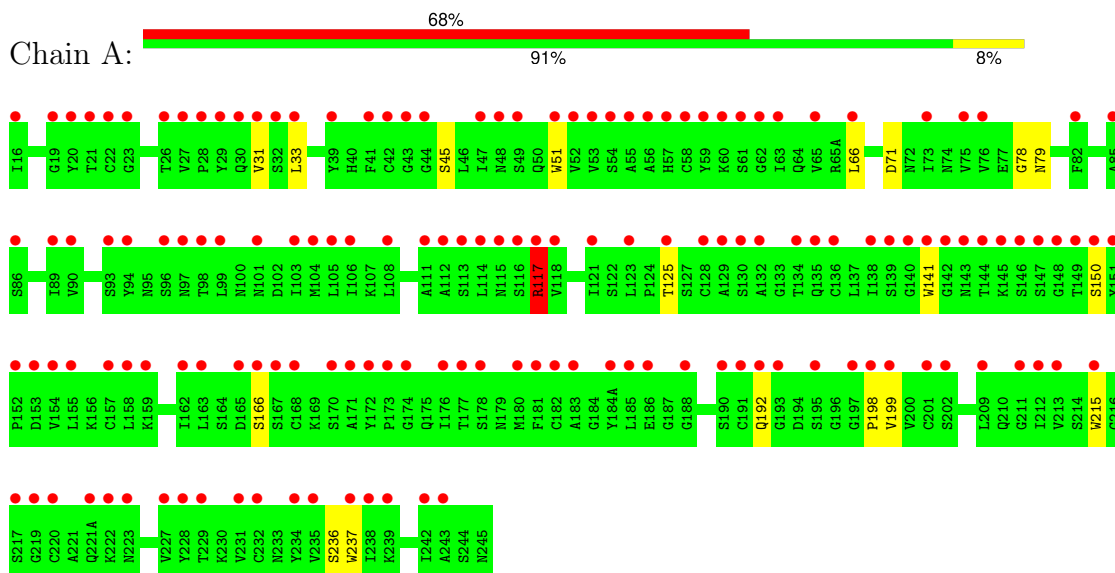 68%
Chain A:
91% 8%
I16 G19 Y20 T21 C22 G23 T26 V27 P28 Y29 Q30 V31 S32 L33 Y39 H40 F41 C42 G43 G44 S45 L46 I47 N48 S49 Q50 W51 V52 V53 S54 A55 A56 H57 C58 Y59 K60 S61 G62 I63 Q64 V65 R65A L66 D71 N72 I73 N74 V75 V76 E77 G78 N79 F82 A85
S86 I89 V90 S93 Y94 N95 S96 N97 T98 L99 N100 N101 D102 I103 M104 L105 I106 K107 L108 A111 A112 S113 L114 N115 S116 R117 V118 I121 S122 L123 P124 T125 S127 C128 A129 S130 A132 G133 T134 Q135 C136 L137 I138 S139 G140 W141 G142 N143 T144 K145 S146 S147 G148 T149 S150 Y151
P152 D153 V154 L155 K156 C157 L158 K159 I162 L163 S164 D165 S166 S167 C168 K169 S170 A171 Y172 P173 G174 Q175 I176 T177 S178 N179 M180 F181 C182 A183 G184 Y184A L185 E186 G187 G188 S190 C191 Q192 G193 D194 S195 G196 G197 P198 V199 V200 C201 S202 L209 Q210 G211 I212 V213 S214 W215 G216
S217 G219 C220 A221 Q221A K222 N223 V227 Y228 T229 K230 V231 C232 N233 Y234 V235 S236 W237 I238 K239 I242 A243 S244 N245